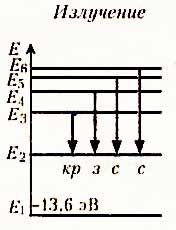 Излучение
E
E₆
E₅
E₄
E₃
E₂ кр з с с
E₁ –13,6 эВ